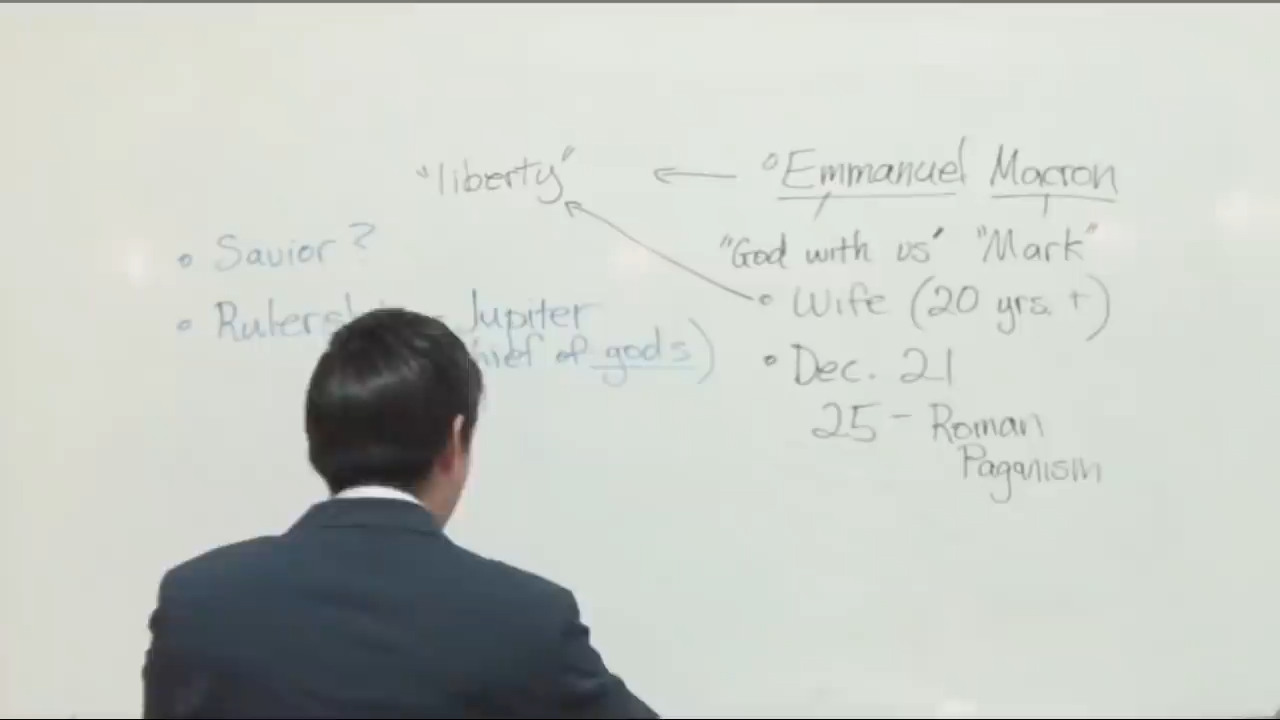 "liberty"
• Savior?
• Jupiter
of gods)
• Emmanuel Macron
"God with us" "Mark"
• Wife (20 yrs. +)
• Dec. 21
25 - Roman
Paganism